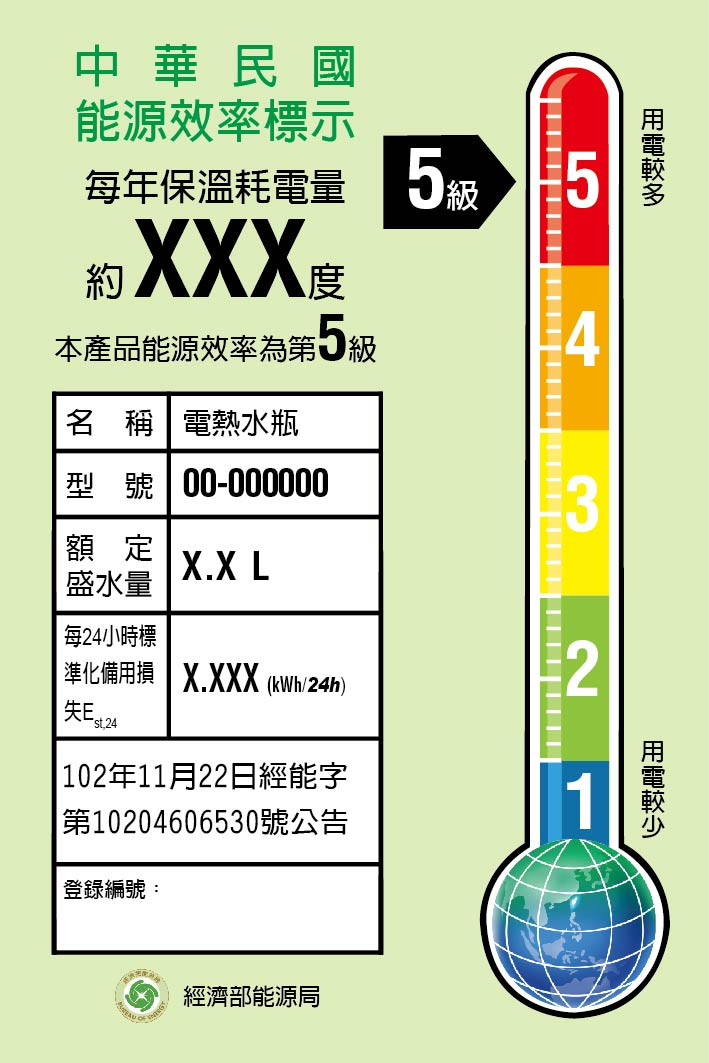 中華民國
能源效率標示
每年保溫耗電量
約XXX度
本產品能源效率為第5級
5級
用電較多
5
4
3
2
1
用電較少
名稱 電熱水瓶
型號 00-000000
額定
盛水量 X.X L
每24小時標
準化備用損
失Est,24
X.XXX (kWh/24h)
102年11月22日經能字
第10204606530號公告
登錄編號：
BUREAU OF ENERGY
經濟部能源局